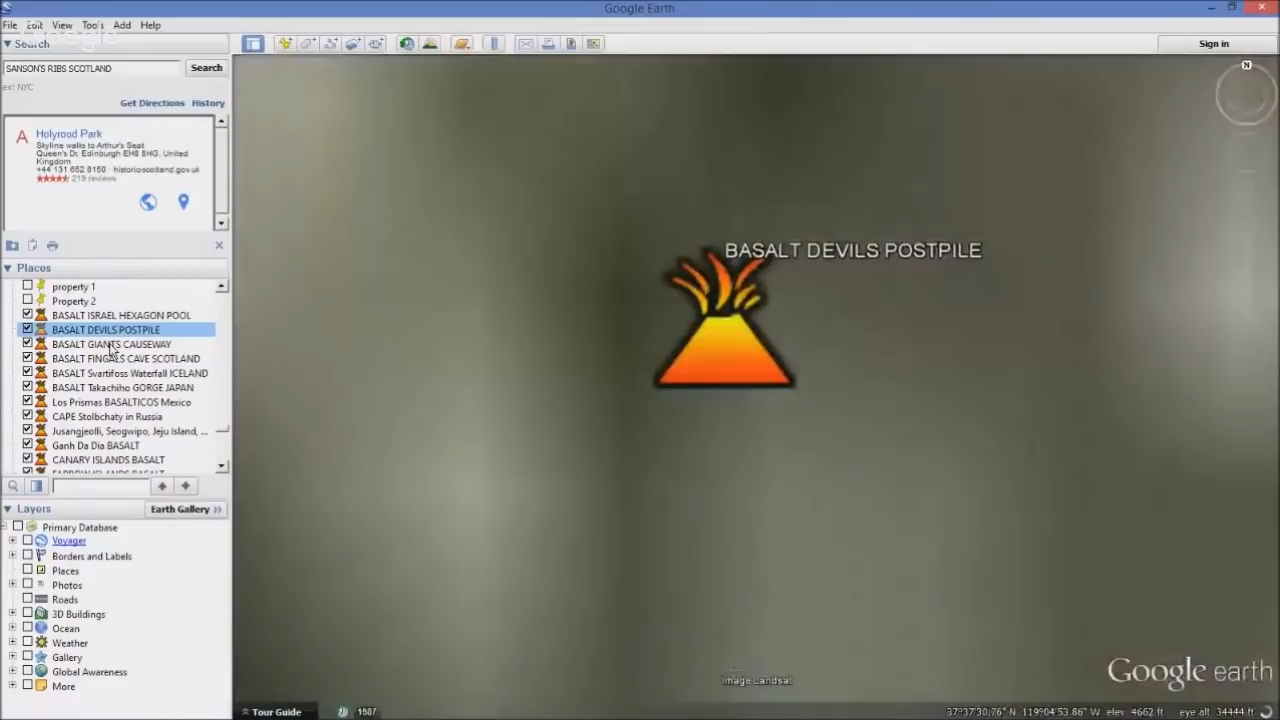 Google Earth
File Edit View Tools Add Help
Search
SANSON'S RIBS SCOTLAND
Search
ex: NYC
Get Directions History
A
Holyrood Park
Skyline walks to Arthur's Seat
Queen's Dr, Edinburgh EH8 8HG, United
Kingdom
+44 131 652 8150 · historic-scotland.gov.uk
219 reviews
Places
property 1
Property 2
BASALT ISRAEL HEXAGON POOL
BASALT DEVILS POSTPILE
BASALT GIANTS CAUSEWAY
BASALT FINGALS CAVE SCOTLAND
BASALT Svartifoss Waterfall ICELAND
BASALT Takachiho GORGE JAPAN
Los Prismas BASALTICOS Mexico
CAPE Stolbchaty in Russia
Jusangjeolli, Seogwipo, Jeju Island, ...
Ganh Da Dia BASALT
CANARY ISLANDS BASALT
Layers
Earth Gallery >>
Primary Database
Voyager
Borders and Labels
Places
Photos
Roads
3D Buildings
Ocean
Weather
Gallery
Global Awareness
More
Sign in
N
BASALT DEVILS POSTPILE
Image Landsat
Google earth
Tour Guide
1987
37°37'30.76" N 119°04'53.86" W elev 4662 ft eye alt 34444 ft